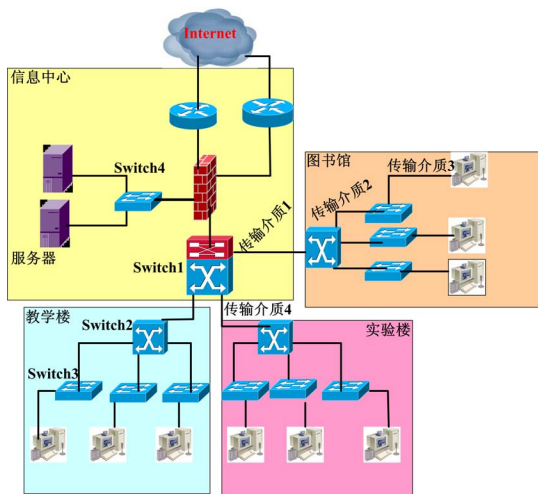 Internet
信息中心
Switch4
服务器
Switch1
传输介质1
图书馆
传输介质3
传输介质2
教学楼
Switch2
Switch3
传输介质4
实验楼